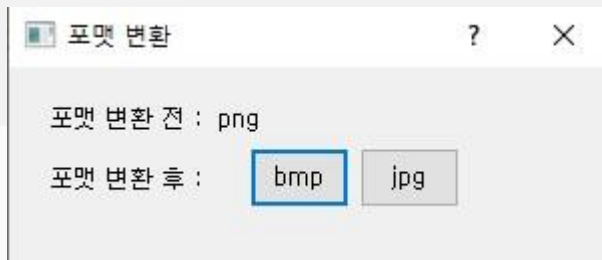 포맷 변환 ?
포맷 변환 전 : png
포맷 변환 후 : bmp jpg